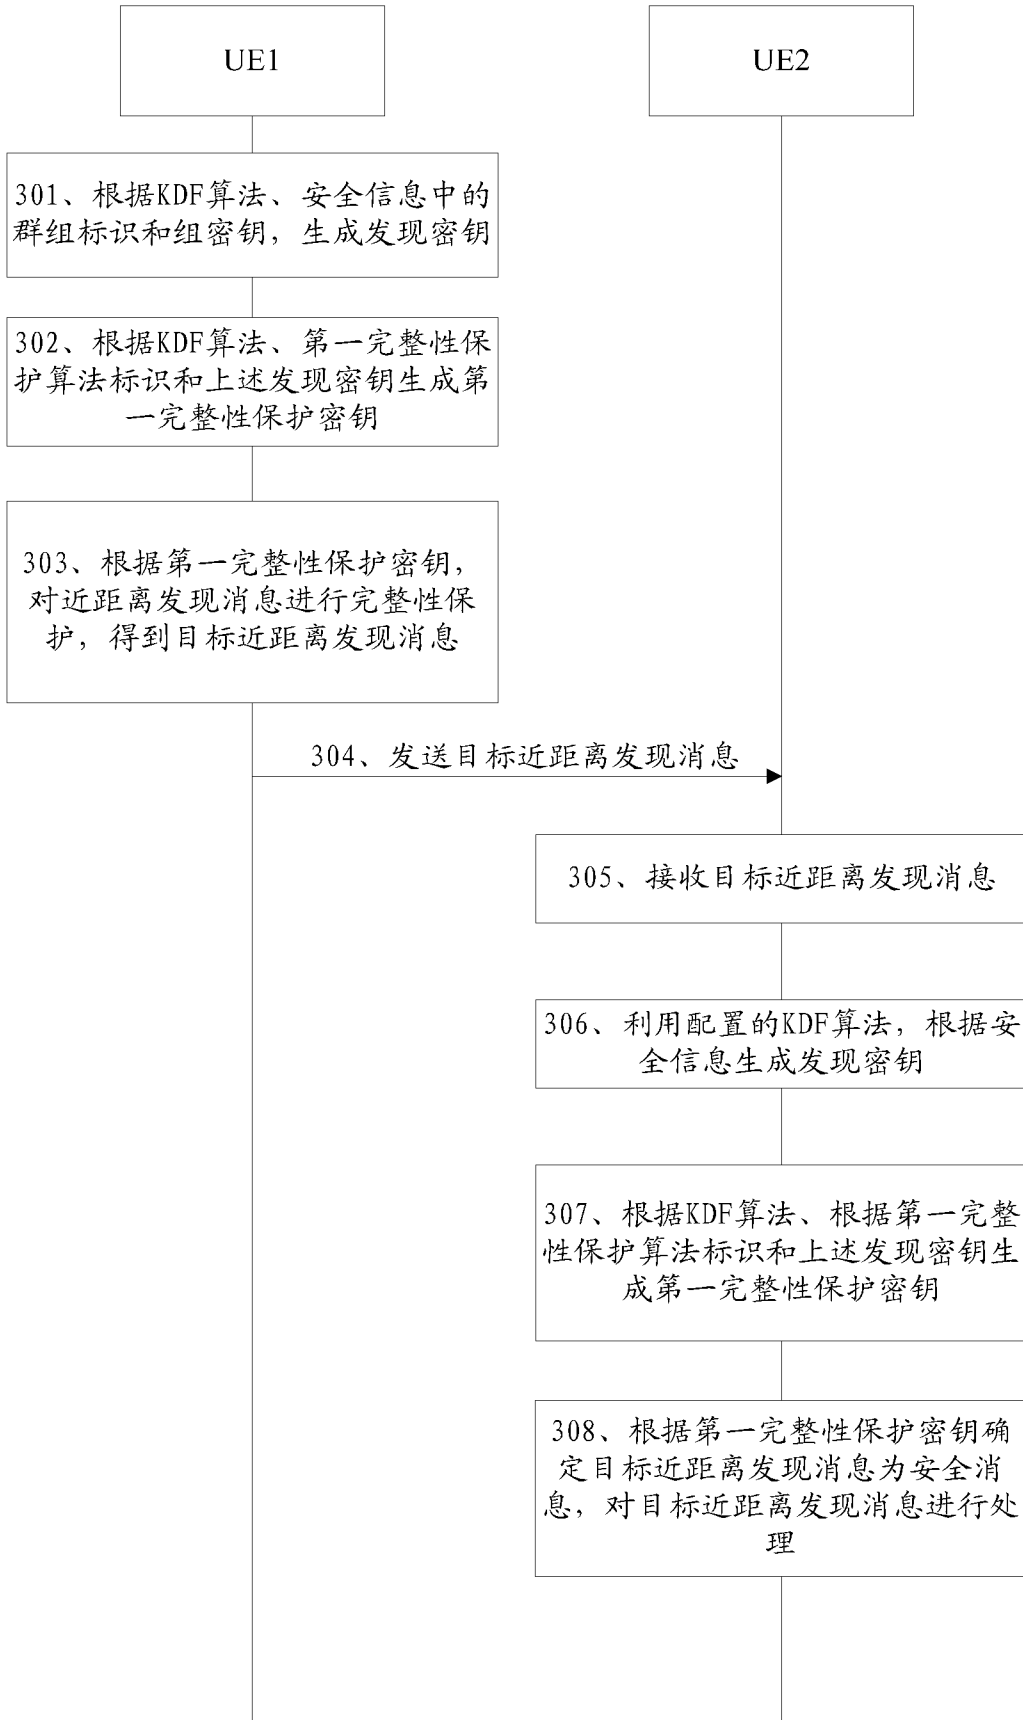 UE1
UE2
301、根据KDF算法、安全信息中的
群组标识和组密钥，生成发现密钥
302、根据KDF算法、第一完整性保
护算法标识和上述发现密钥生成第
一完整性保护密钥
303、根据第一完整性保护密钥，
对近距离发现消息进行完整性保
护，得到目标近距离发现消息
304、发送目标近距离发现消息
305、接收目标近距离发现消息
306、利用配置的KDF算法，根据安
全信息生成发现密钥
307、根据KDF算法、根据第一完整
性保护算法标识和上述发现密钥生
成第一完整性保护密钥
308、根据第一完整性保护密钥确
定目标近距离发现消息为安全消
息，对目标近距离发现消息进行处
理